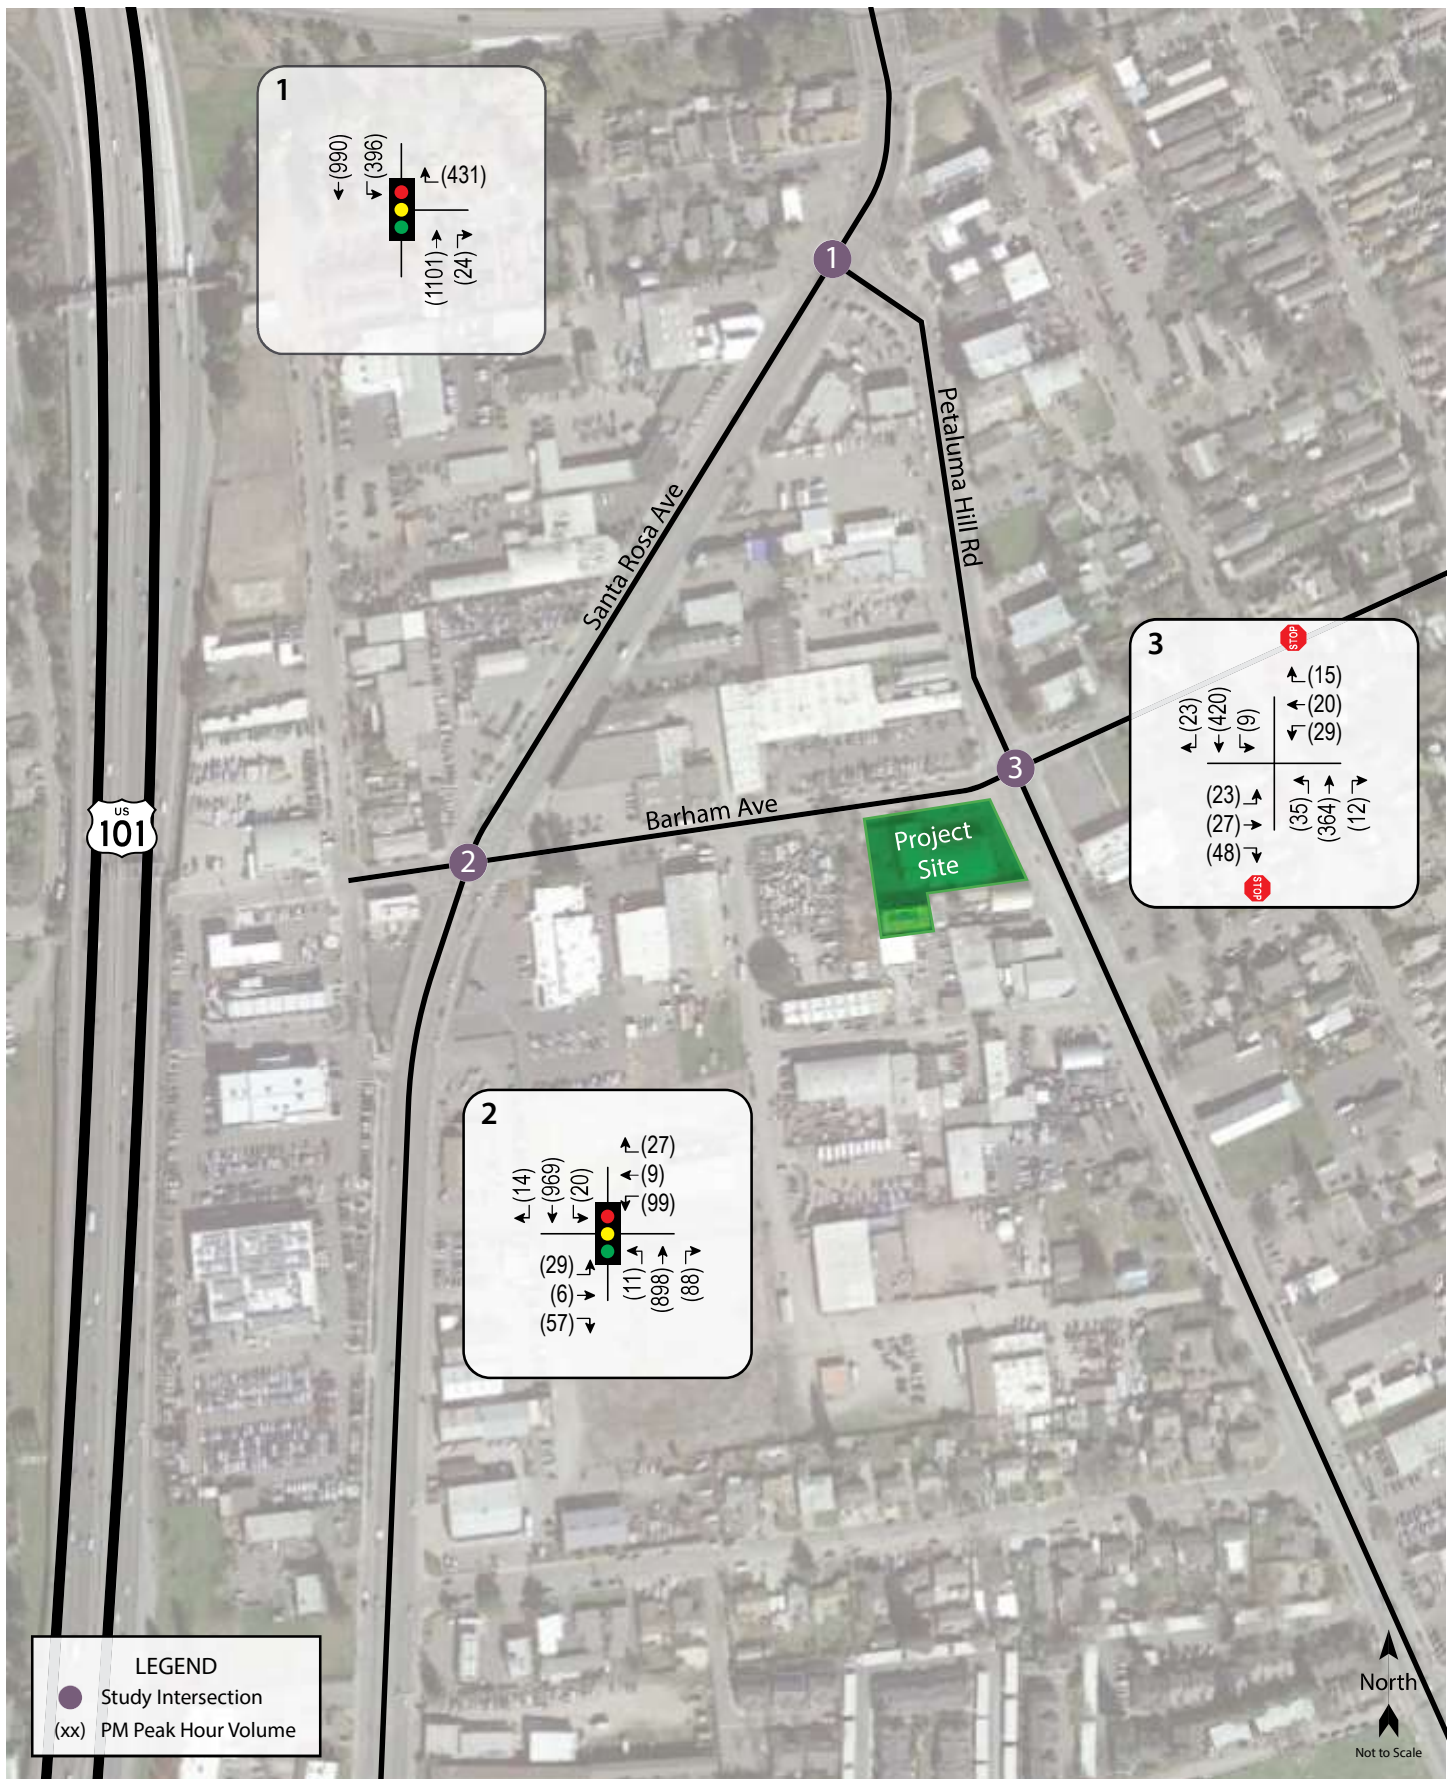 1
(990)
(396)
(431)
(1101)
(24)
1
Petaluma Hill Rd
Santa Rosa Ave
3
STOP
(15)
(20)
(29)
(23)
(420)
(9)
(23)
(27)
(48)
(35)
(364)
(12)
STOP
3
US
101
Barham Ave
2
Project
Site
2
(27)
(9)
(99)
(14)
(969)
(20)
(29)
(6)
(57)
(11)
(898)
(88)
LEGEND
Study Intersection
(xx) PM Peak Hour Volume
North
Not to Scale